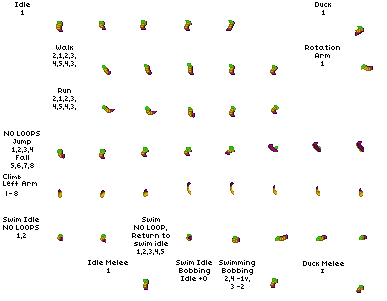 Idle
1
Duck
1
Walk
2,1,2,3,
4,5,4,3,
Rotation
Arm
1
Run
2,1,2,3,
4,5,4,3,
NO LOOPS
Jump
1,2,3,4
Fall
5,6,7,8
Climb
Left Arm
1-8
Swim Idle
NO LOOPS
1,2
Swim
NO LOOP,
Return to
swim idle
1,2,3,4,5
Idle Melee
1
Swim Idle
Bobbing
Idle +0
Swimming
Bobbing
2,4 -1v,
3 -2
Duck Melee
1